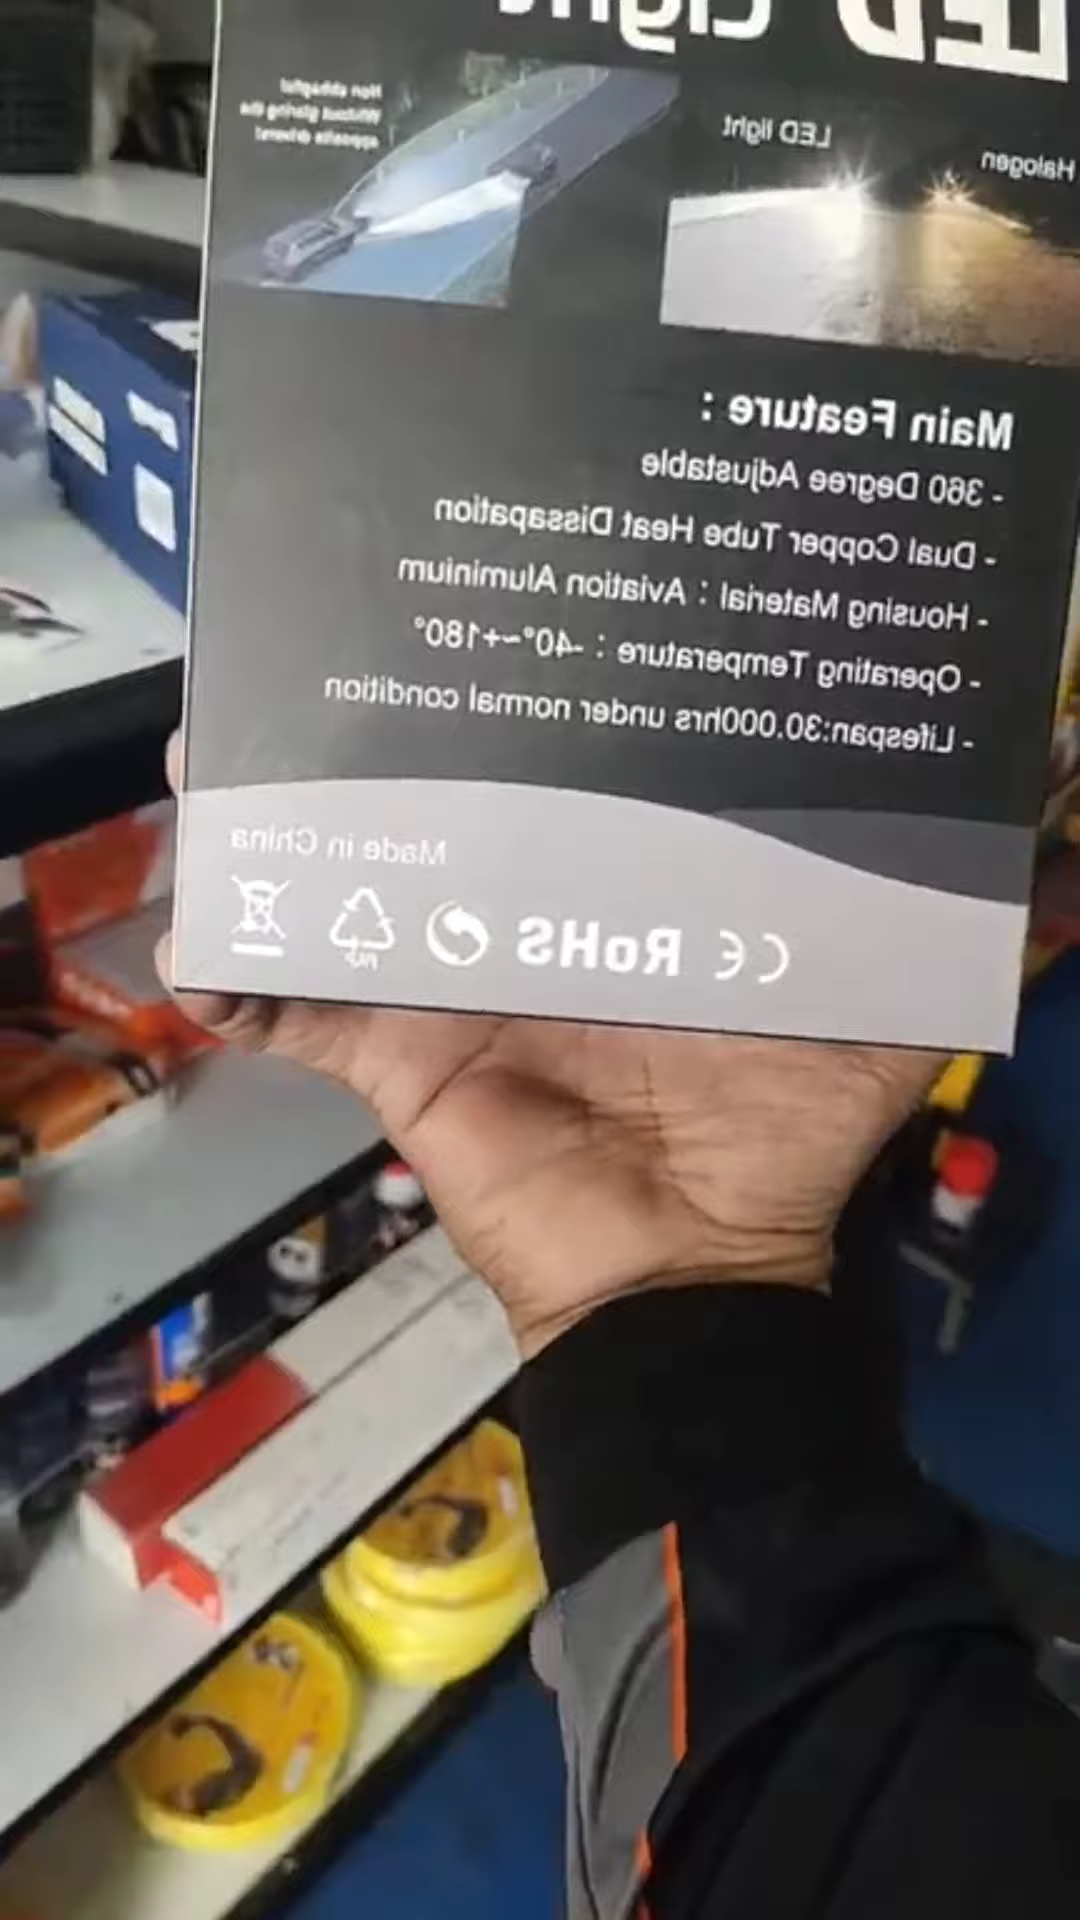 LED Light
Halogen
LED light
Non
Without glaring the
opposite drivers!
Main Feature :
- 360 Degree Adjustable
- Dual Copper Tube Heat Dissapation
- Housing Material : Aviation Aluminium
- Operating Temperature : -40°~+180°
- Lifespan:30.000hrs under normal condition
Made in China
CE RoHS
PAP